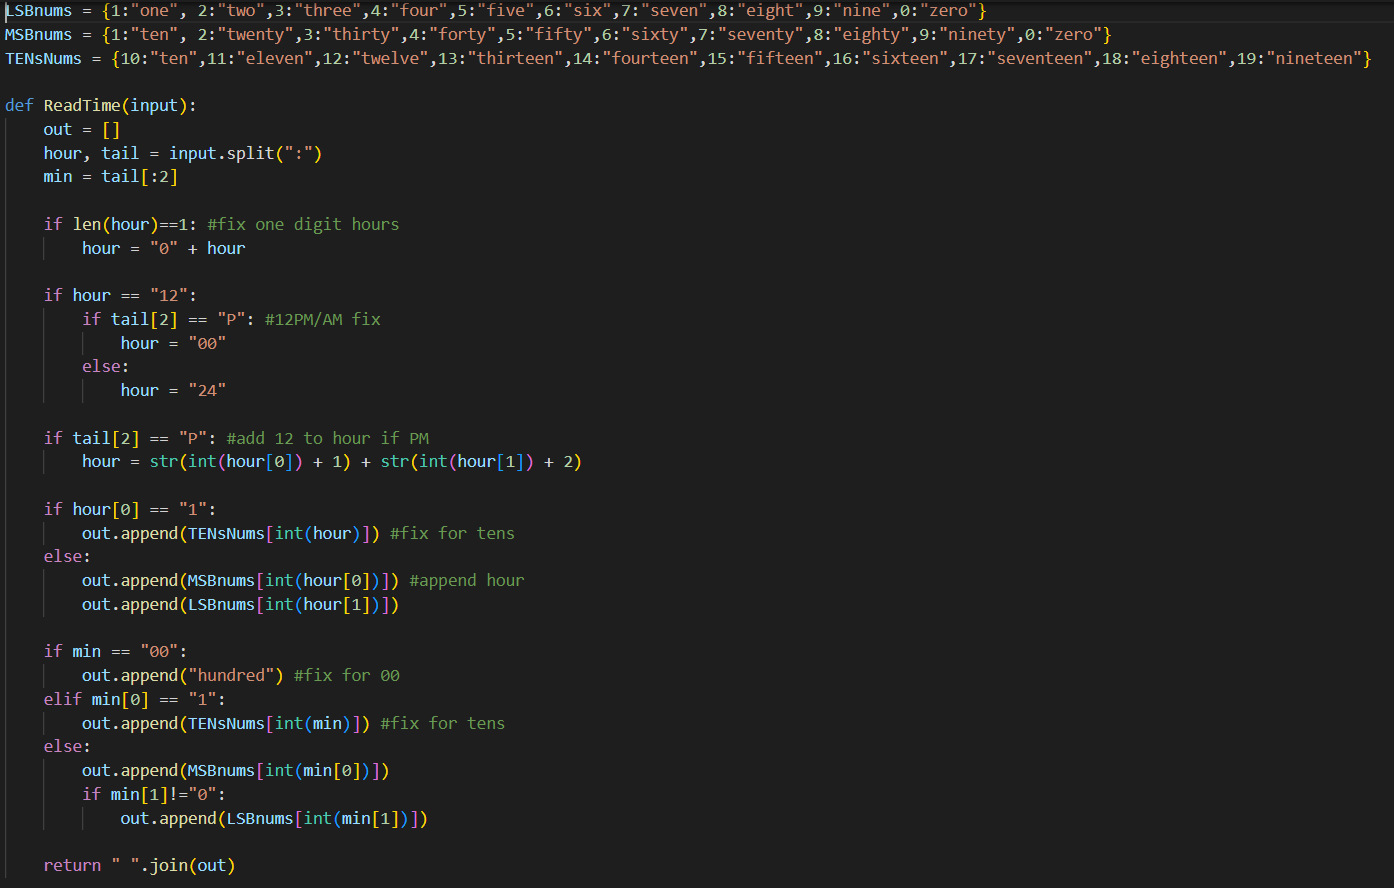 LSBnums = {1:"one", 2:"two",3:"three",4:"four",5:"five",6:"six",7:"seven",8:"eight",9:"nine",0:"zero"}
MSBnums = {1:"ten", 2:"twenty",3:"thirty",4:"forty",5:"fifty",6:"sixty",7:"seventy",8:"eighty",9:"ninety",0:"zero"}
TENsNums = {10:"ten",11:"eleven",12:"twelve",13:"thirteen",14:"fourteen",15:"fifteen",16:"sixteen",17:"seventeen",18:"eighteen",19:"nineteen"}

def ReadTime(input):
    out = []
    hour, tail = input.split(":")
    min = tail[:2]

    if len(hour)==1: #fix one digit hours
        hour = "0" + hour

    if hour == "12":
        if tail[2] == "P": #12PM/AM fix
            hour = "00"
        else:
            hour = "24"

    if tail[2] == "P": #add 12 to hour if PM
        hour = str(int(hour[0]) + 1) + str(int(hour[1]) + 2)

    if hour[0] == "1":
        out.append(TENsNums[int(hour)]) #fix for tens
    else:
        out.append(MSBnums[int(hour[0])]) #append hour
        out.append(LSBnums[int(hour[1])])

    if min == "00":
        out.append("hundred") #fix for 00
    elif min[0] == "1":
        out.append(TENsNums[int(min)]) #fix for tens
    else:
        out.append(MSBnums[int(min[0])])
        if min[1]!="0":
            out.append(LSBnums[int(min[1])])

    return " ".join(out)